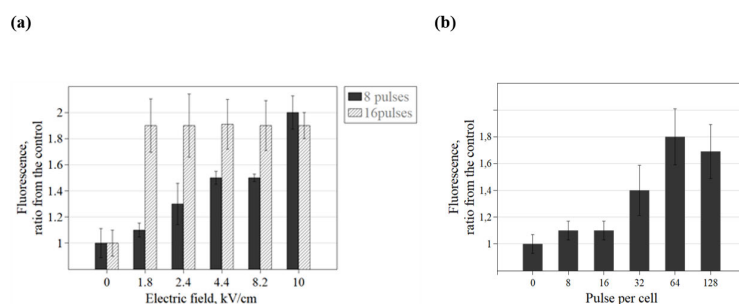 (a)
(b)
8 pulses
16pulses
2
1.8
1.6
1.4
1.2
1
Fluorescence,
ratio from the control
0 1.8 2.4 4.4 8.2 10
Electric field, kV/cm
1,8
1,6
1,4
1,2
1
Fluorescence,
ratio from the control
0 8 16 32 64 128
Pulse per cell